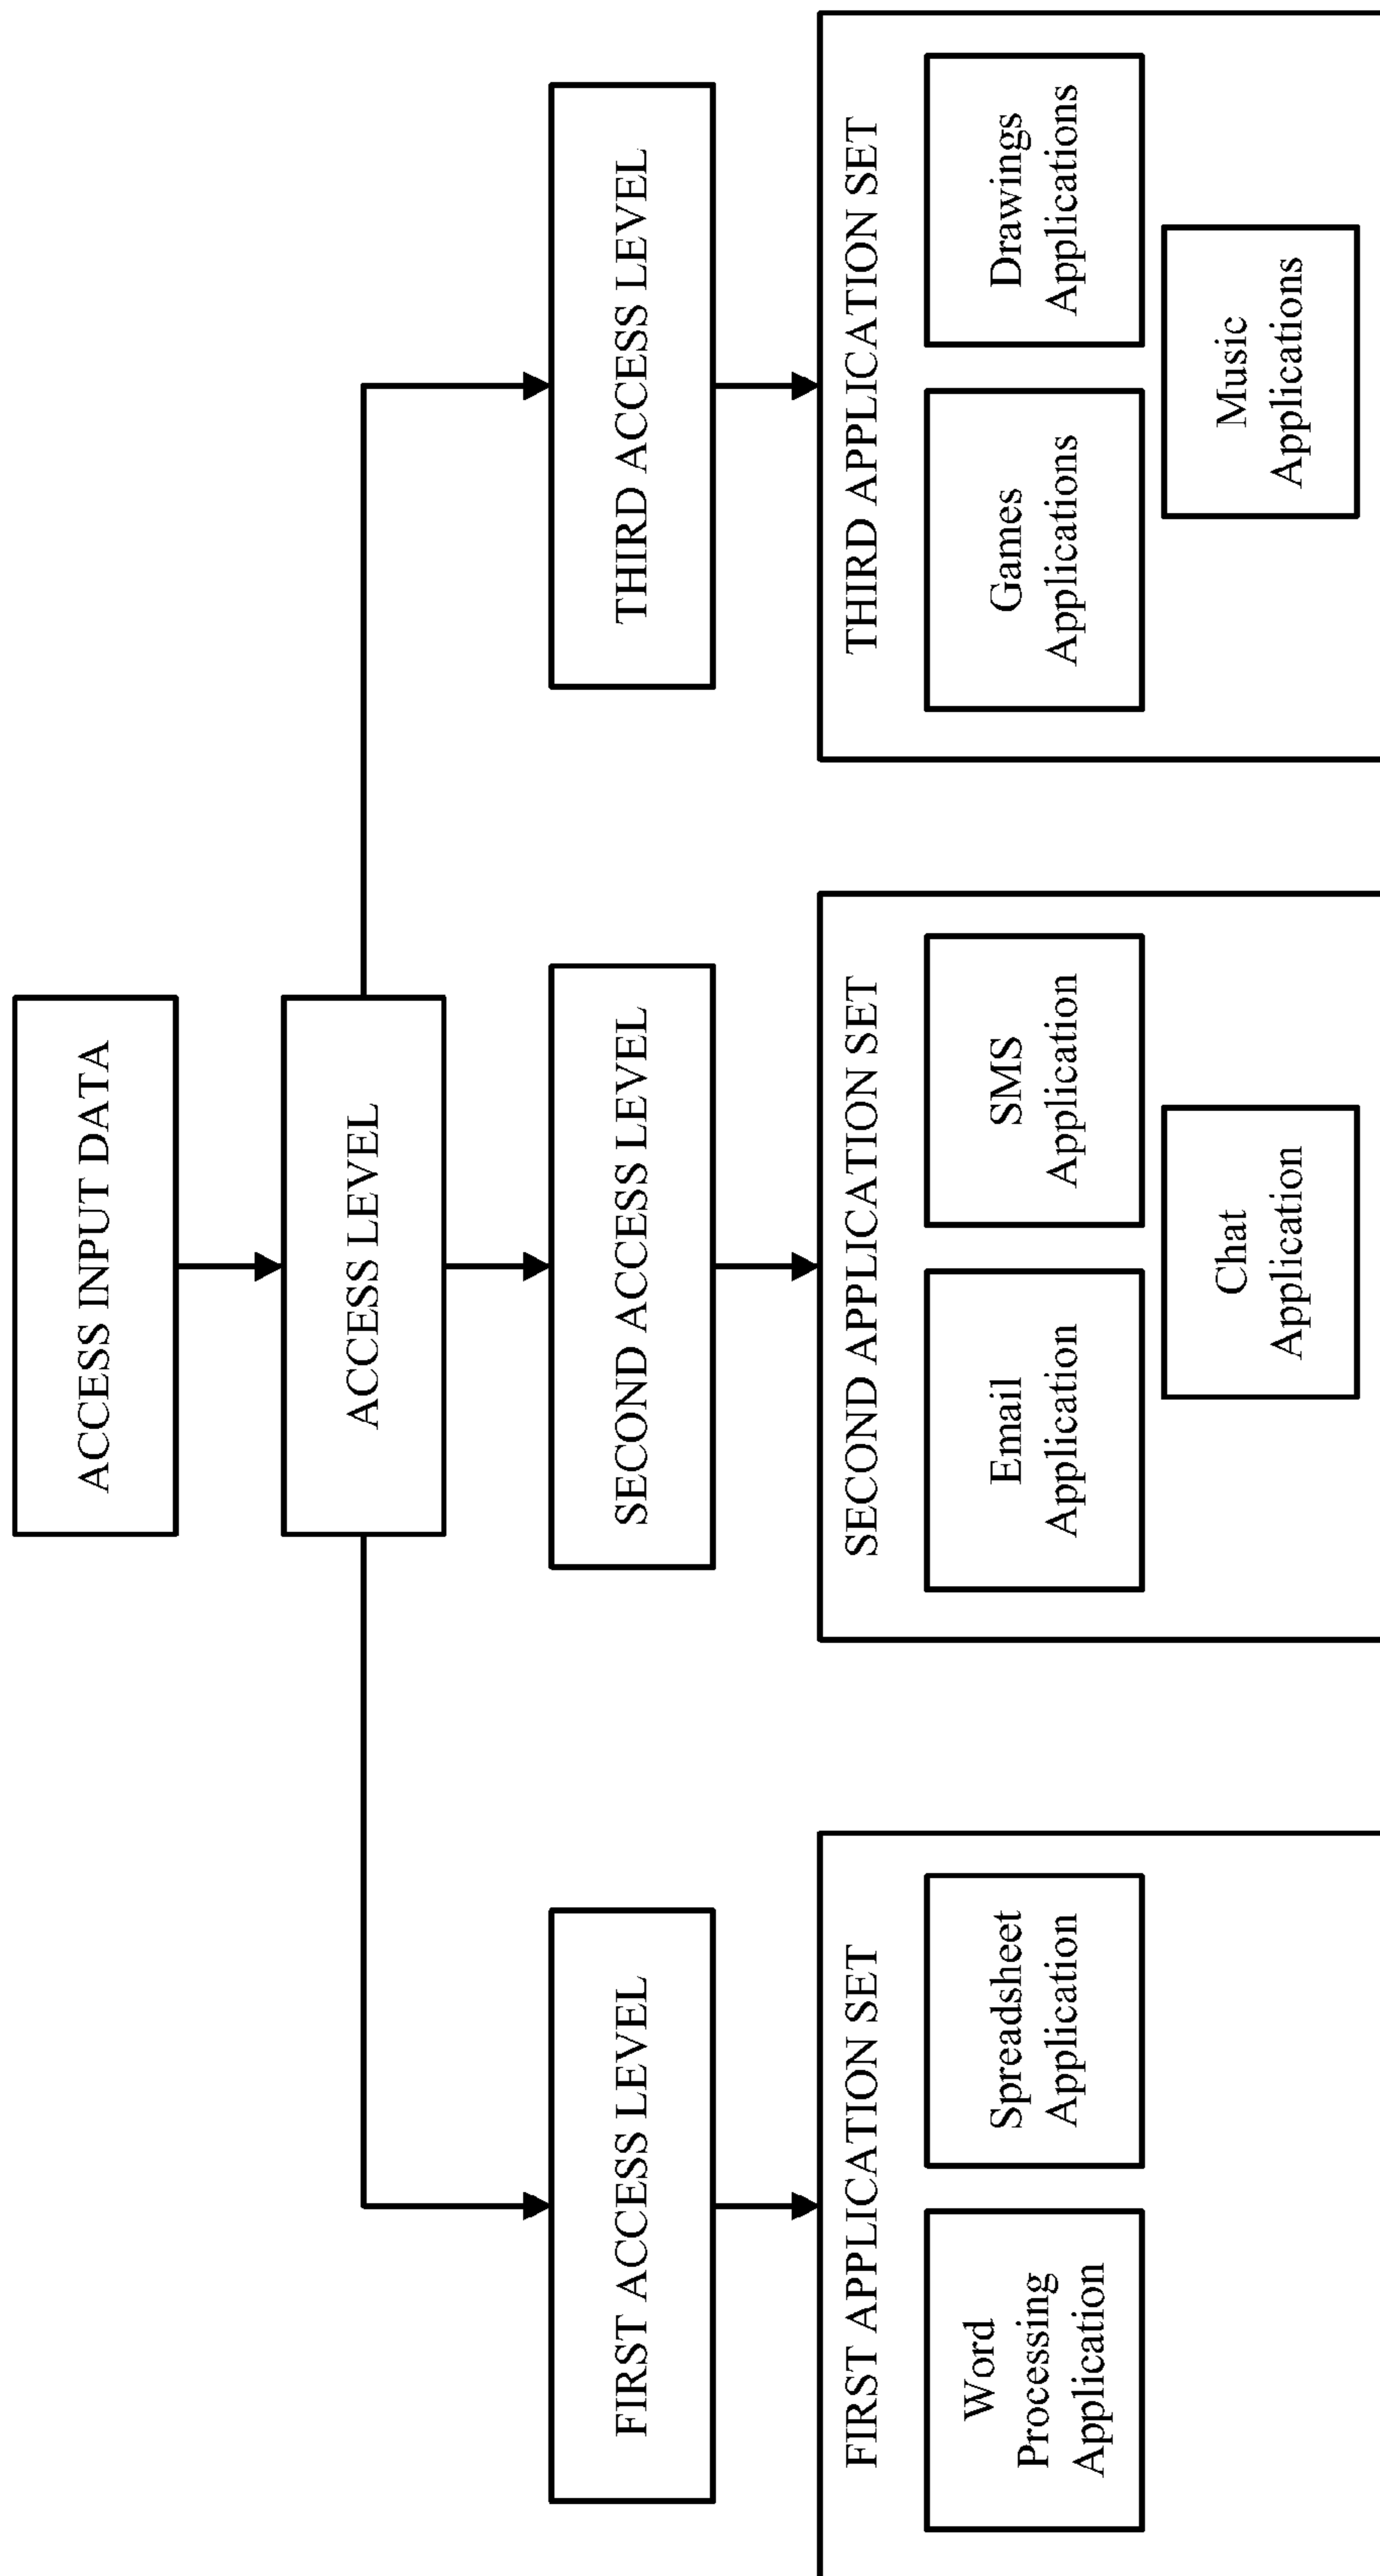 ACCESS INPUT DATA
ACCESS LEVEL
FIRST ACCESS LEVEL
SECOND ACCESS LEVEL
THIRD ACCESS LEVEL
FIRST APPLICATION SET
Word
Processing
Application
Spreadsheet
Application
SECOND APPLICATION SET
Email
Application
SMS
Application
Chat
Application
THIRD APPLICATION SET
Games
Applications
Drawings
Applications
Music
Applications